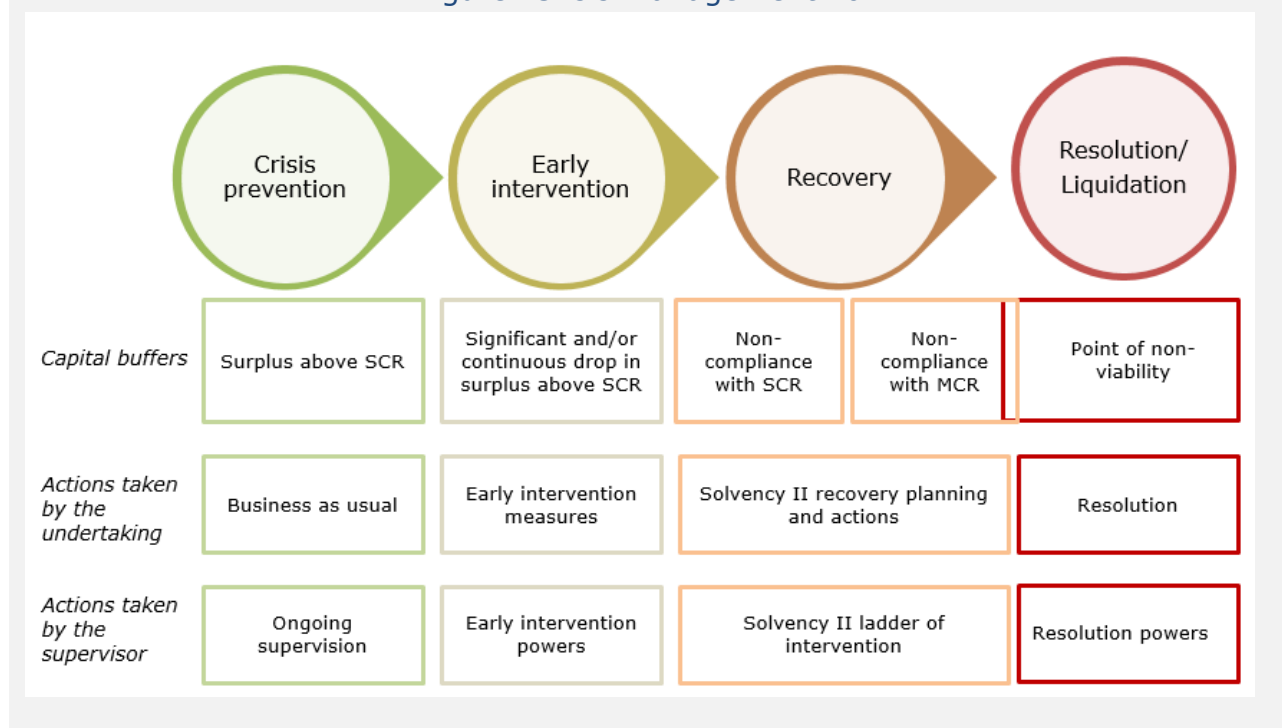 Crisis
prevention
Early
intervention
Recovery
Resolution/
Liquidation
Capital buffers
Surplus above SCR
Significant and/or
continuous drop in
surplus above SCR
Non-
compliance
with SCR
Non-
compliance
with MCR
Point of non-
viability
Actions taken
by the
undertaking
Business as usual
Early intervention
measures
Solvency II recovery planning
and actions
Resolution
Actions taken
by the
supervisor
Ongoing
supervision
Early intervention
powers
Solvency II ladder of
intervention
Resolution powers